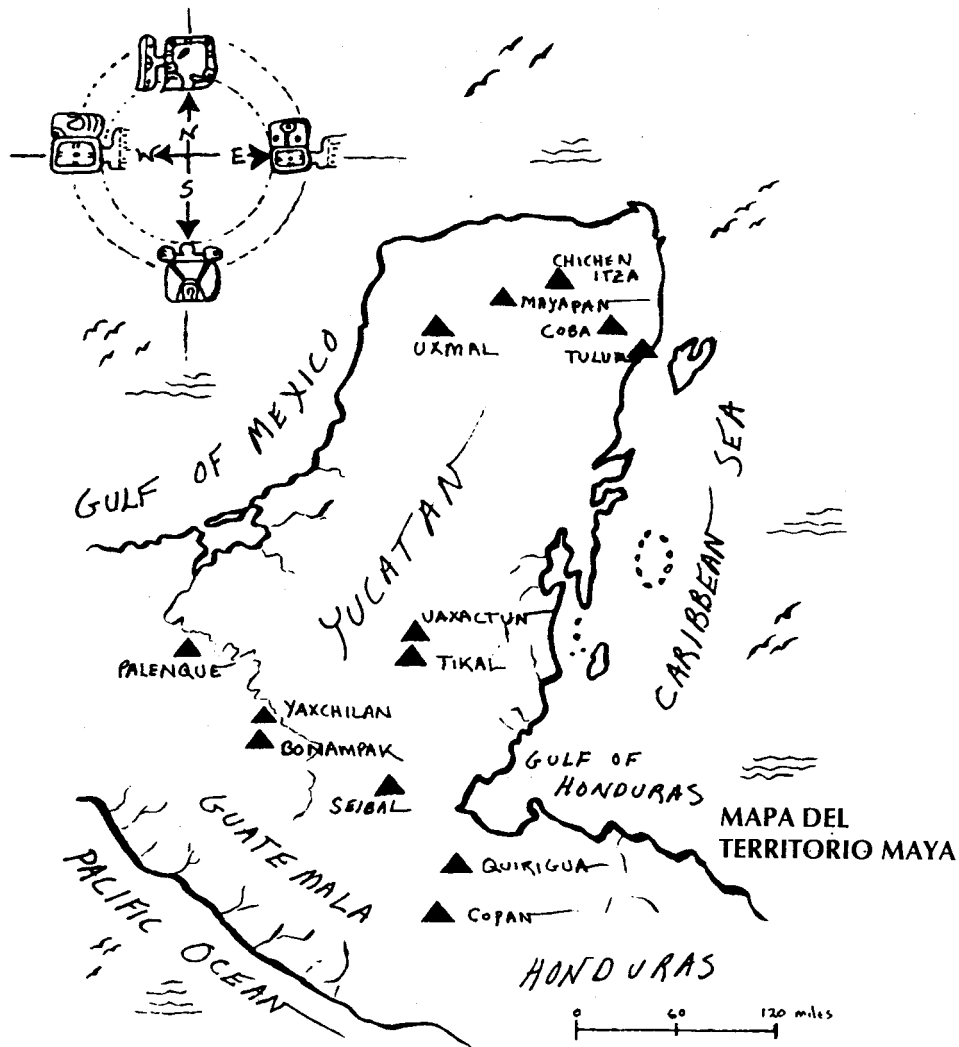 N
W E
S
CHICHEN
ITZA
MAYAPAN
COBA
UXMAL
TULUM
GULF OF MEXICO
CARIBBEAN SEA
YUCATAN
UAXACTUN
TIKAL
PALENQUE
YAXCHILAN
BONAMPAK
SEIBAL
GULF OF
HONDURAS
MAPA DEL
TERRITORIO MAYA
GUATEMALA
QUIRIGUA
COPAN
PACIFIC OCEAN
HONDURAS
0 60 120 miles